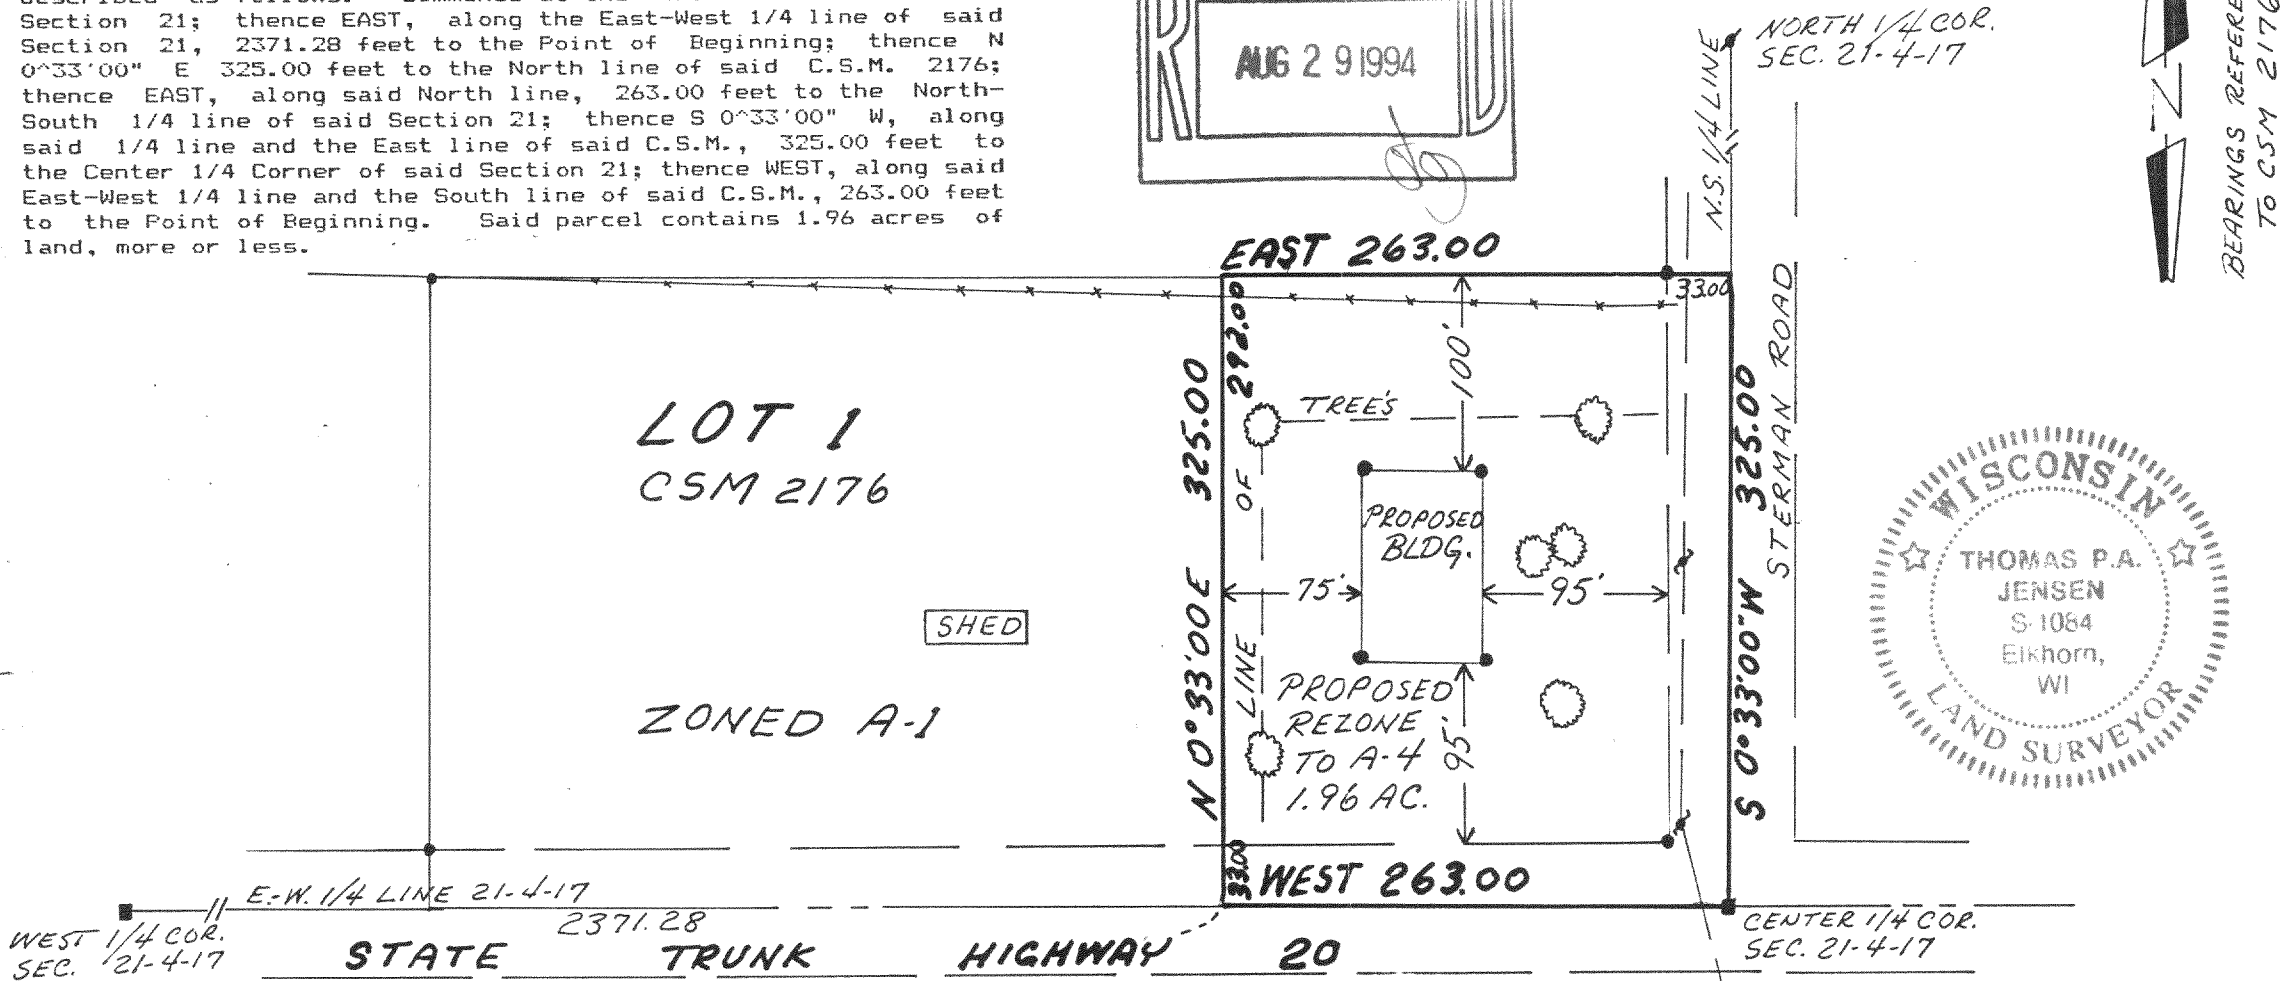 described as follows:
Section 21; thence EAST, along the East-West 1/4 line of said
Section 21, 2371.28 feet to the Point of Beginning; thence N
0^33'00" E 325.00 feet to the North line of said C.S.M. 2176;
thence EAST, along said North line, 263.00 feet to the North-
South 1/4 line of said Section 21; thence S 0^33'00" W, along
said 1/4 line and the East line of said C.S.M., 325.00 feet to
the Center 1/4 Corner of said Section 21; thence WEST, along said
East-West 1/4 line and the South line of said C.S.M., 263.00 feet
to the Point of Beginning. Said parcel contains 1.96 acres of
land, more or less.
AUG 29 1994
NORTH 1/4 COR.
SEC. 21-4-17
N.S. 1/4 LINE
BEARINGS REFERE
TO CSM 2176
EAST 263.00
33.00
292.00
325.00
N 0°33'00E
100'
TREE'S
OF
LINE
LOT 1
CSM 2176
PROPOSED
BLDG.
75'
95'
SHED
ZONED A-1
PROPOSED
REZONE
TO A-4
1.96 AC.
95'
325.00
S 0°33'00"W
STERMAN ROAD
WISCONSIN
THOMAS P.A.
JENSEN
S-1084
Elkhorn,
WI
LAND SURVEYOR
33.00
WEST 263.00
E.-W. 1/4 LINE 21-4-17
2371.28
WEST 1/4 COR.
SEC. 21-4-17
CENTER 1/4 COR.
SEC. 21-4-17
STATE TRUNK HIGHWAY 20